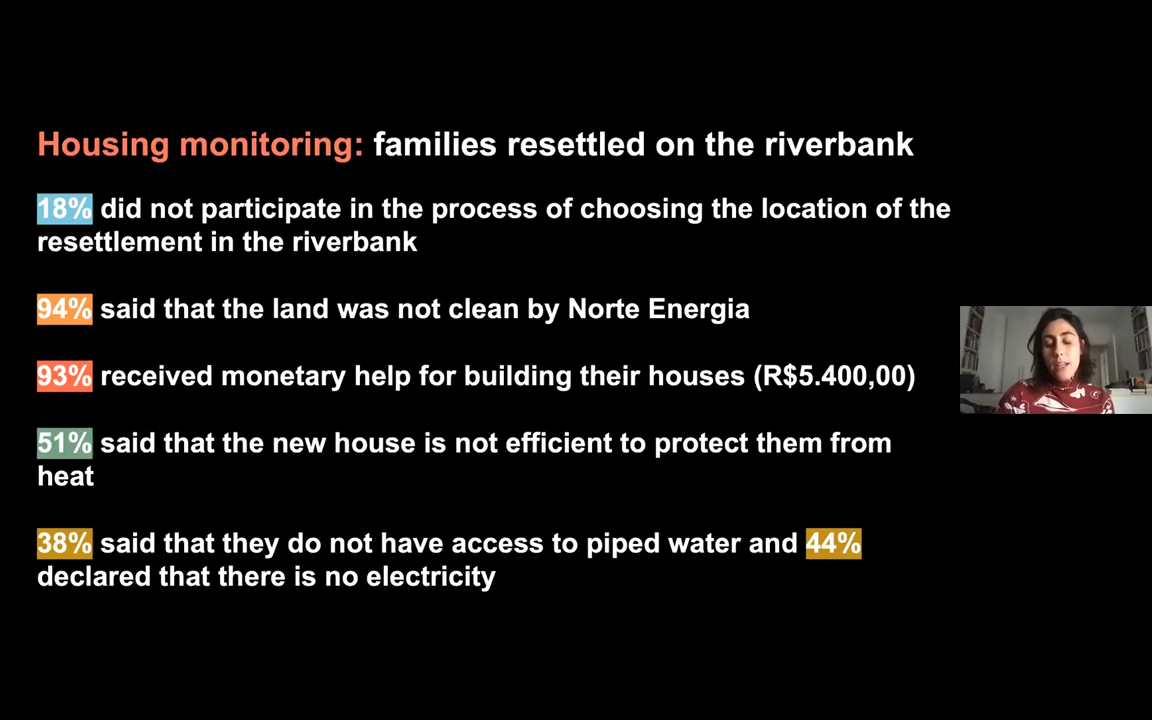 Housing monitoring: families resettled on the riverbank
18% did not participate in the process of choosing the location of the
resettlement in the riverbank
94% said that the land was not clean by Norte Energia
93% received monetary help for building their houses (R$5.400,00)
51% said that the new house is not efficient to protect them from
heat
38% said that they do not have access to piped water and 44%
declared that there is no electricity